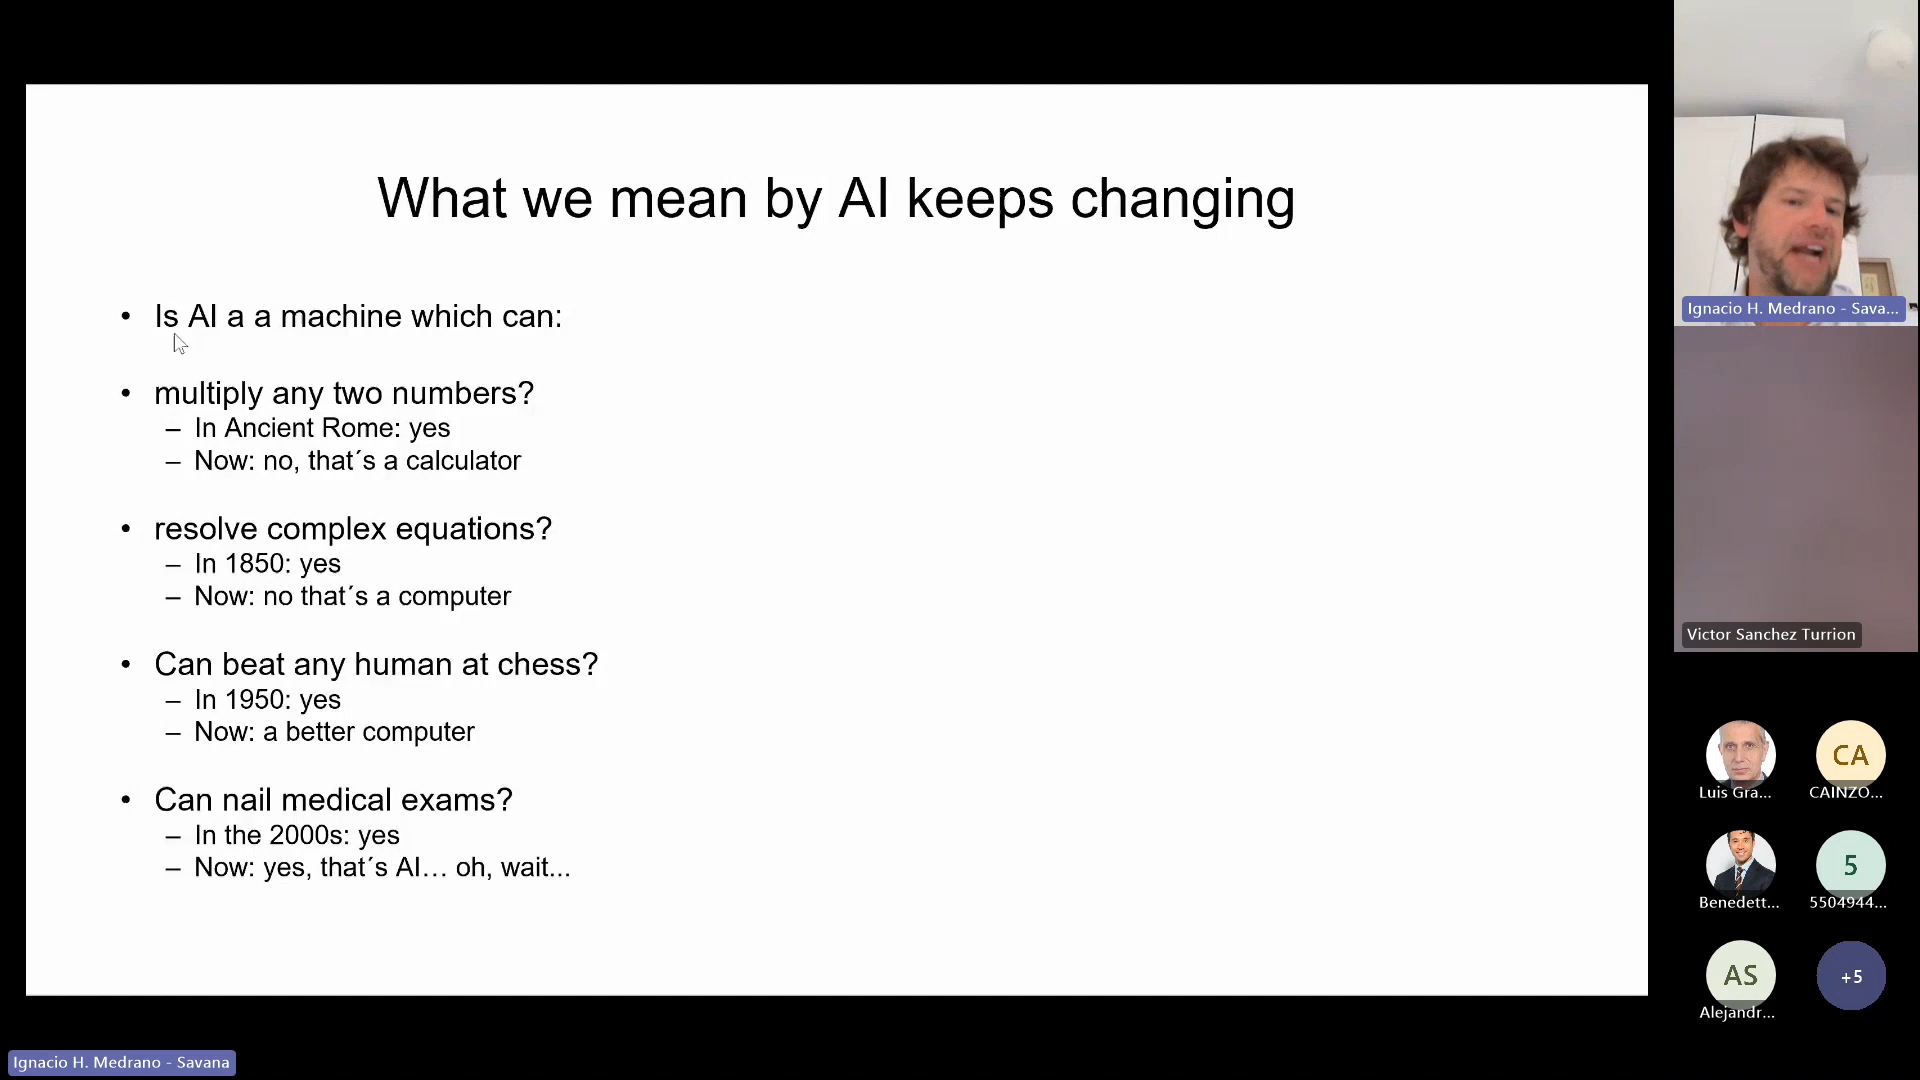 What we mean by AI keeps changing
• Is AI a a machine which can:
• multiply any two numbers?
– In Ancient Rome: yes
– Now: no, that´s a calculator
• resolve complex equations?
– In 1850: yes
– Now: no that´s a computer
• Can beat any human at chess?
– In 1950: yes
– Now: a better computer
• Can nail medical exams?
– In the 2000s: yes
– Now: yes, that´s AI… oh, wait...
Ignacio H. Medrano - Sava...
Victor Sanchez Turrion
CA
Luis Gra...
CAINZO...
5
Benedett...
5504944...
AS
+5
Alejandr...
Ignacio H. Medrano - Savana